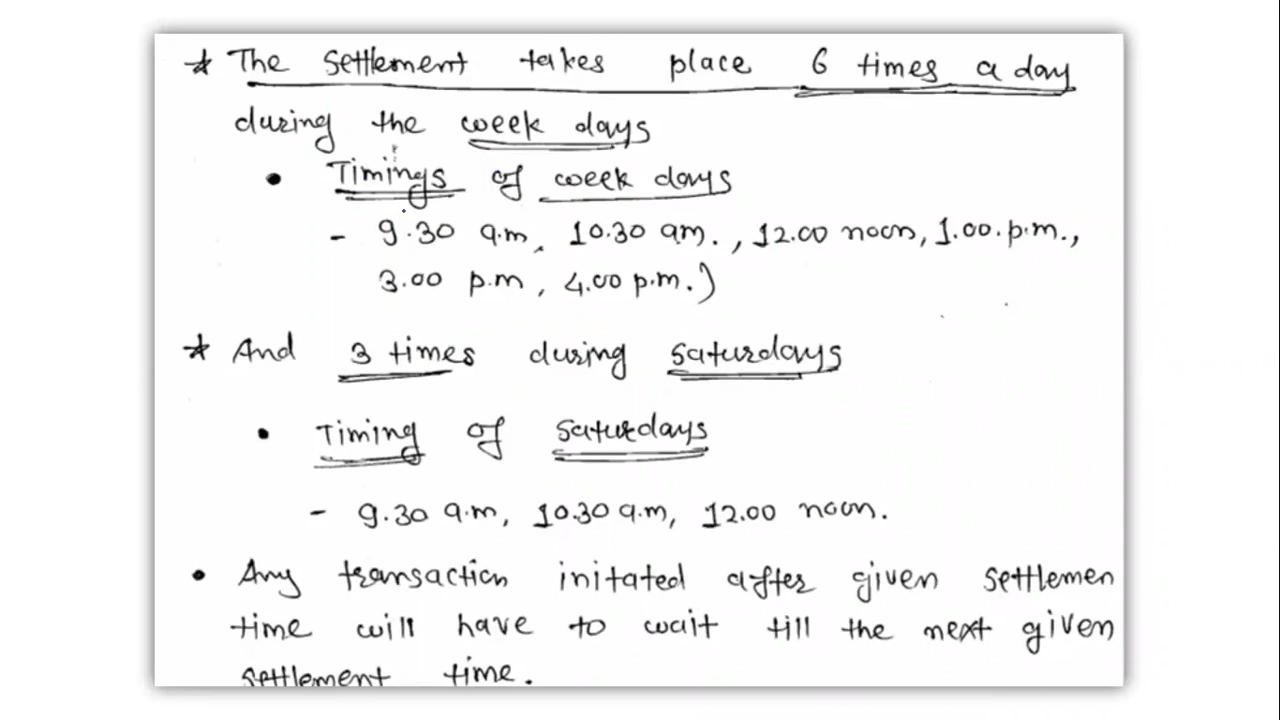 * The Settlement takes place 6 times a day
during the week days
• Timings of week days
- 9.30 a.m, 10.30 am., 12.00 noon, 1.00.p.m.,
3.00 p.m, 4.00 p.m.)
* And 3 times during Saturdays
• Timing of Saturdays
- 9.30 a.m, 10.30 a.m, 12.00 noon.
• Any transaction initated after given settlemen
time will have to wait till the next given
settlement time.